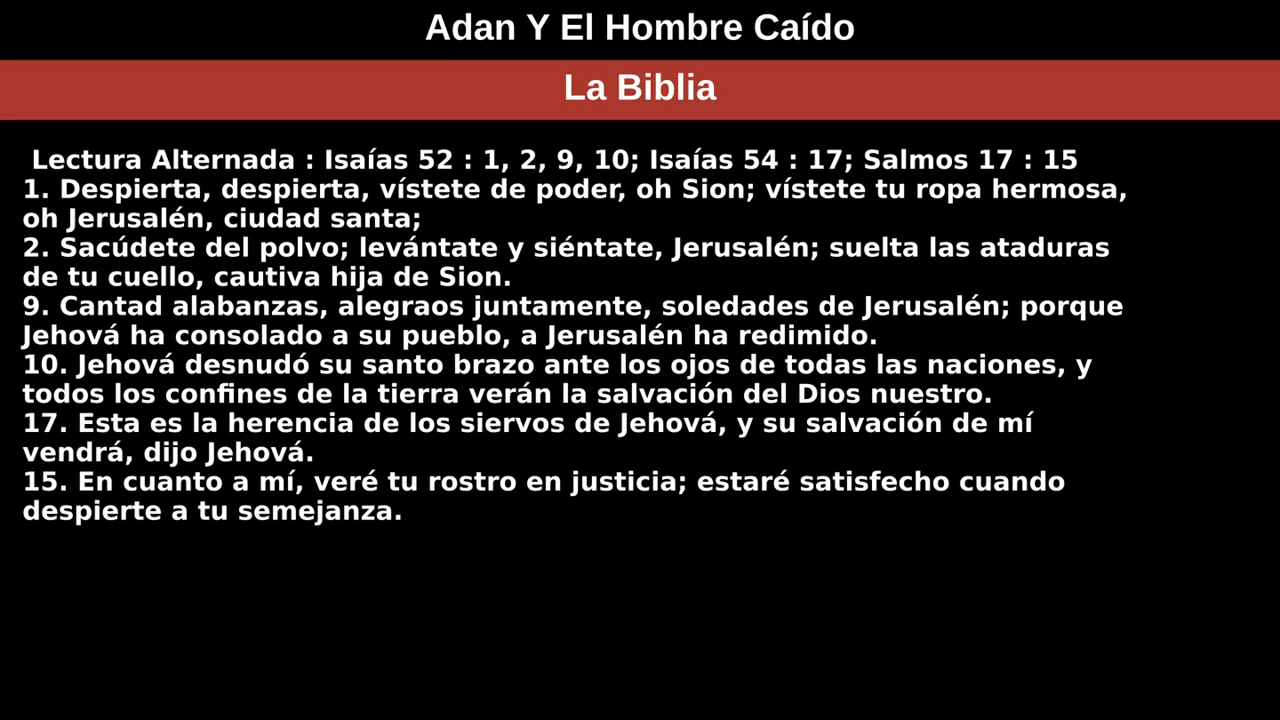 Adan Y El Hombre Caído
La Biblia
Lectura Alternada : Isaías 52 : 1, 2, 9, 10; Isaías 54 : 17; Salmos 17 : 15
1. Despierta, despierta, vístete de poder, oh Sion; vístete tu ropa hermosa,
oh Jerusalén, ciudad santa;
2. Sacúdete del polvo; levántate y siéntate, Jerusalén; suelta las ataduras
de tu cuello, cautiva hija de Sion.
9. Cantad alabanzas, alegraos juntamente, soledades de Jerusalén; porque
Jehová ha consolado a su pueblo, a Jerusalén ha redimido.
10. Jehová desnudó su santo brazo ante los ojos de todas las naciones, y
todos los confines de la tierra verán la salvación del Dios nuestro.
17. Esta es la herencia de los siervos de Jehová, y su salvación de mí
vendrá, dijo Jehová.
15. En cuanto a mí, veré tu rostro en justicia; estaré satisfecho cuando
despierte a tu semejanza.